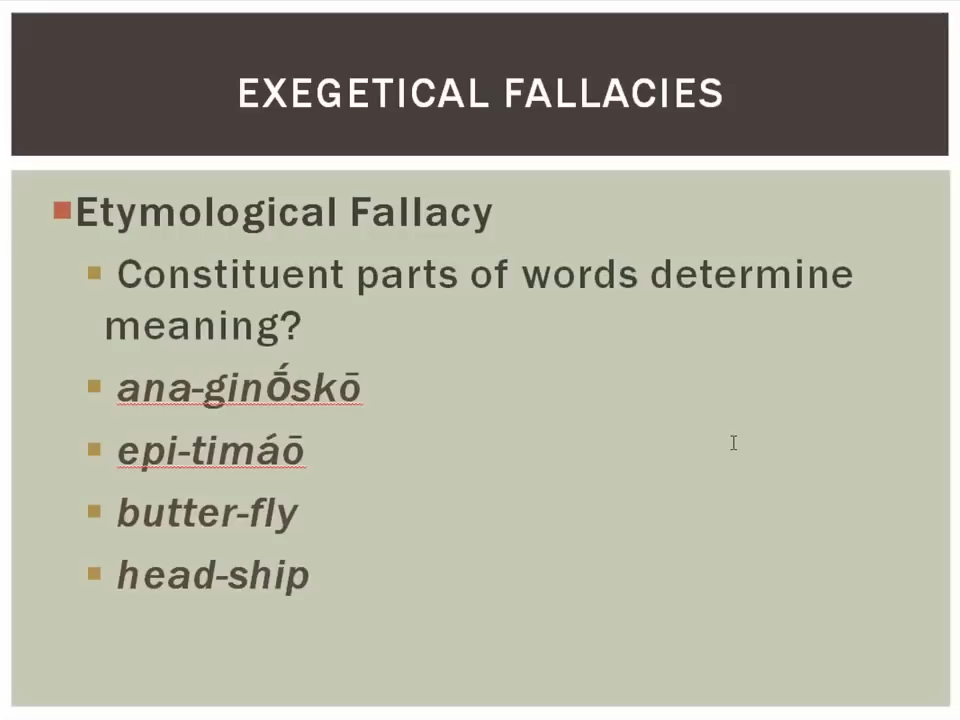 EXEGETICAL FALLACIES
Etymological Fallacy
Constituent parts of words determine
meaning?
ana-ginṓskō
epi-timáō
butter-fly
head-ship